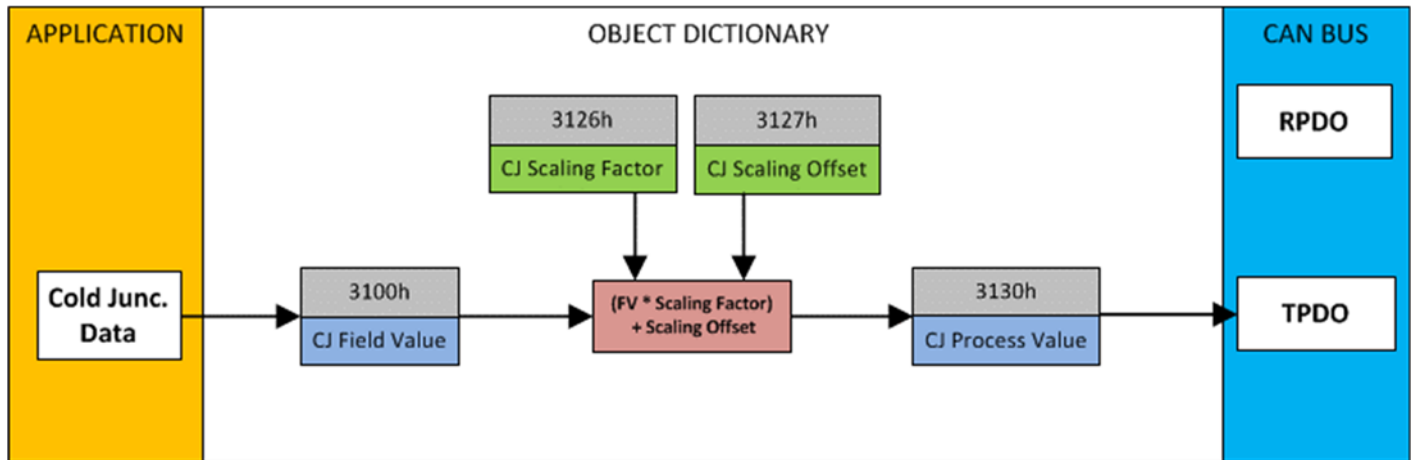 APPLICATION
OBJECT DICTIONARY
CAN BUS
3126h
CJ Scaling Factor
3127h
CJ Scaling Offset
RPDO
Cold Junc.
Data
3100h
CJ Field Value
(FV * Scaling Factor)
+ Scaling Offset
3130h
CJ Process Value
TPDO